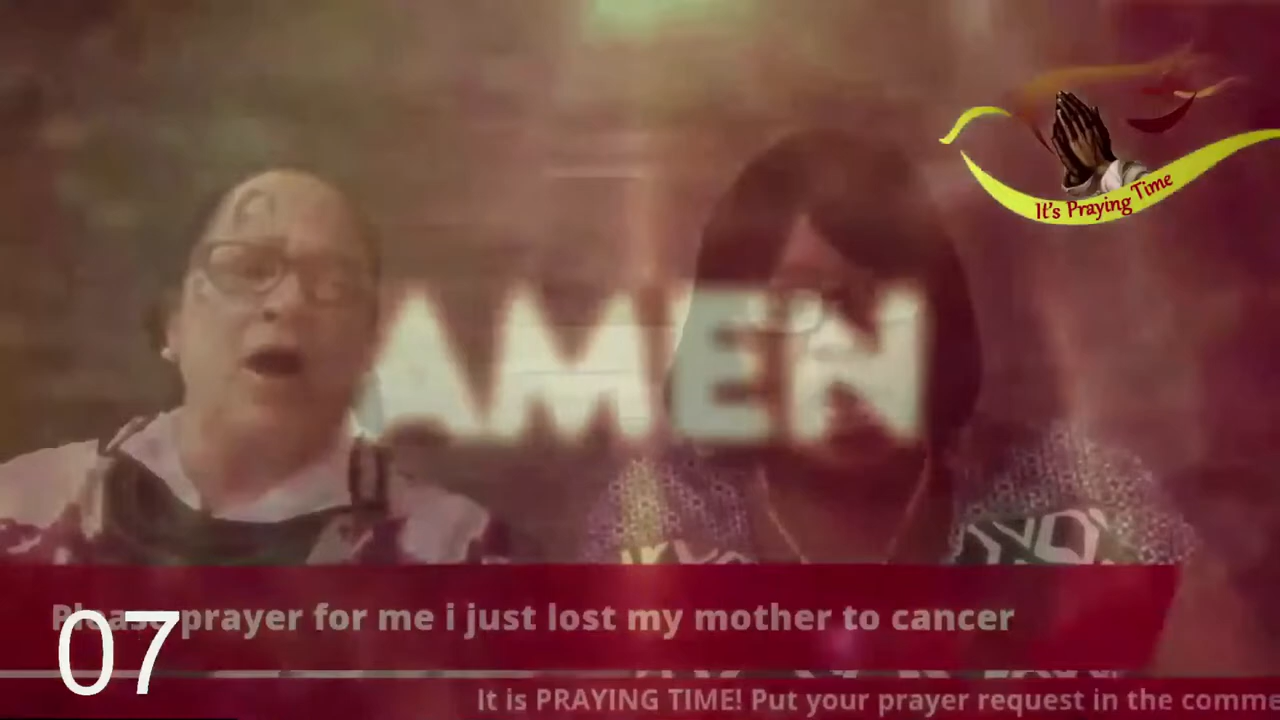 It's Praying Time
AMEN
Please prayer for me i just lost my mother to cancer
07
It is PRAYING TIME! Put your prayer request in the comme